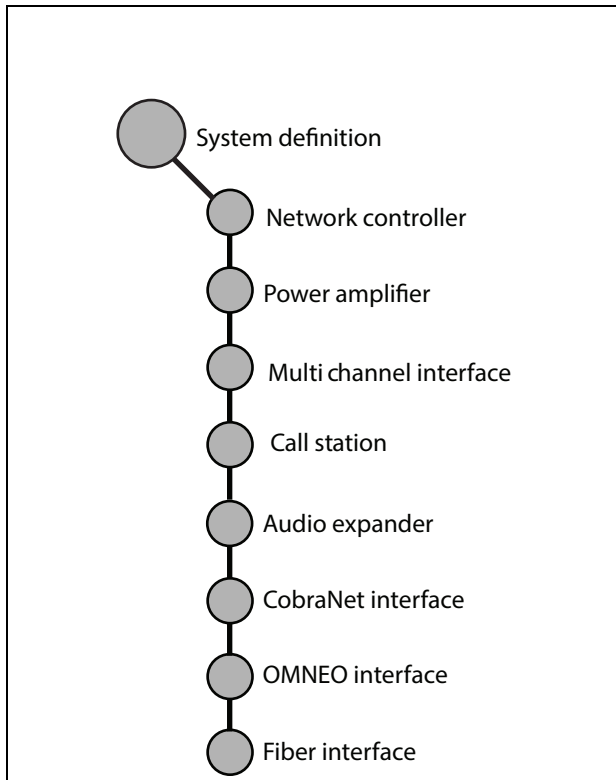 System definition
Network controller
Power amplifier
Multi channel interface
Call station
Audio expander
CobraNet interface
OMNEO interface
Fiber interface